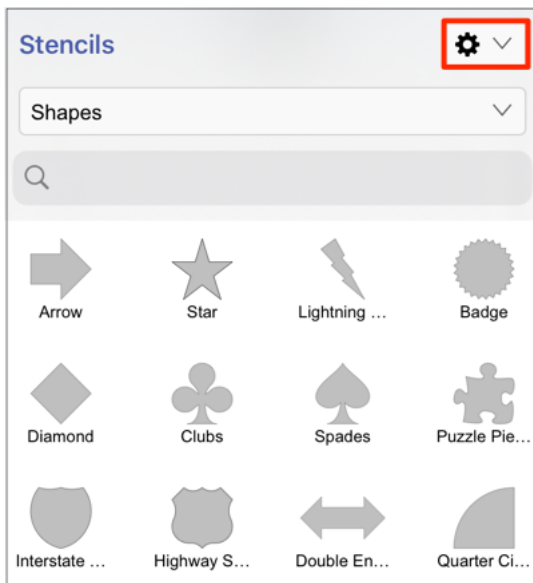 Stencils
Shapes
Arrow Star Lightning ... Badge
Diamond Clubs Spades Puzzle Pie...
Interstate ... Highway S... Double En... Quarter Ci...